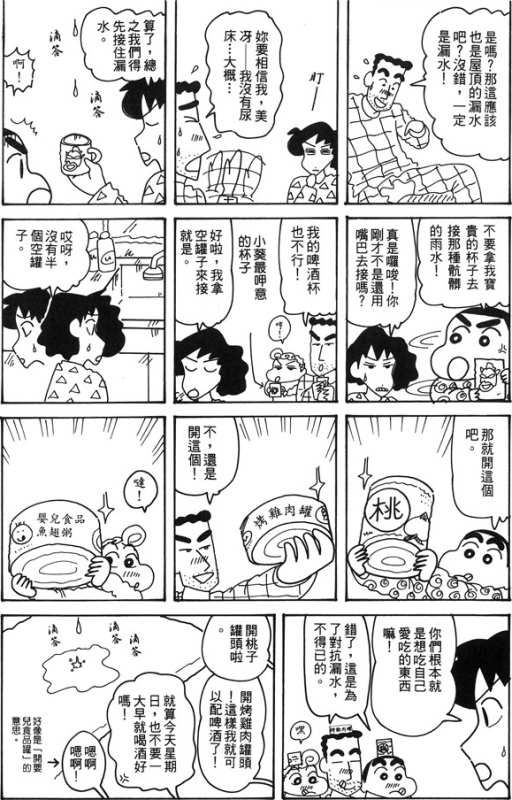 是嗎？那這應該
也是屋頂的漏水
吧？沒錯，一定
是漏水！
叮
妳要相信我，美
冴──我沒有尿
床…大概…
滴答
滴答
算了，總
之我們得
先接住漏
水。
啊！
不要拿我寶
貴的杯子去
接那種骯髒
的雨水！
真是囉唆！你
剛才不是還用
嘴巴去接嗎？
我的啤酒杯
也不行！
小葵最呷意
的杯子
好啦，我拿
空罐子來接
就是。
哎呀，
沒有半
個空罐
子。
那就開這個
吧。
桃
不，還是
開這個！
烤雞肉罐
噠！
嬰兒食品
魚翅粥
你們根本就
是想吃自己
愛吃的東西
嘛！
錯了，這是為
了對抗漏水，
不得已的。
嘿
開桃子
罐頭啦。
開烤雞肉罐頭
！這樣我就可
以配啤酒了！
就算今天星期
日，也不要一
大早就喝酒好
嗎！
嗯啊！
嗯啊！
滴答
滴答
滴答
好像是「開嬰
兒食品罐」的
意思。